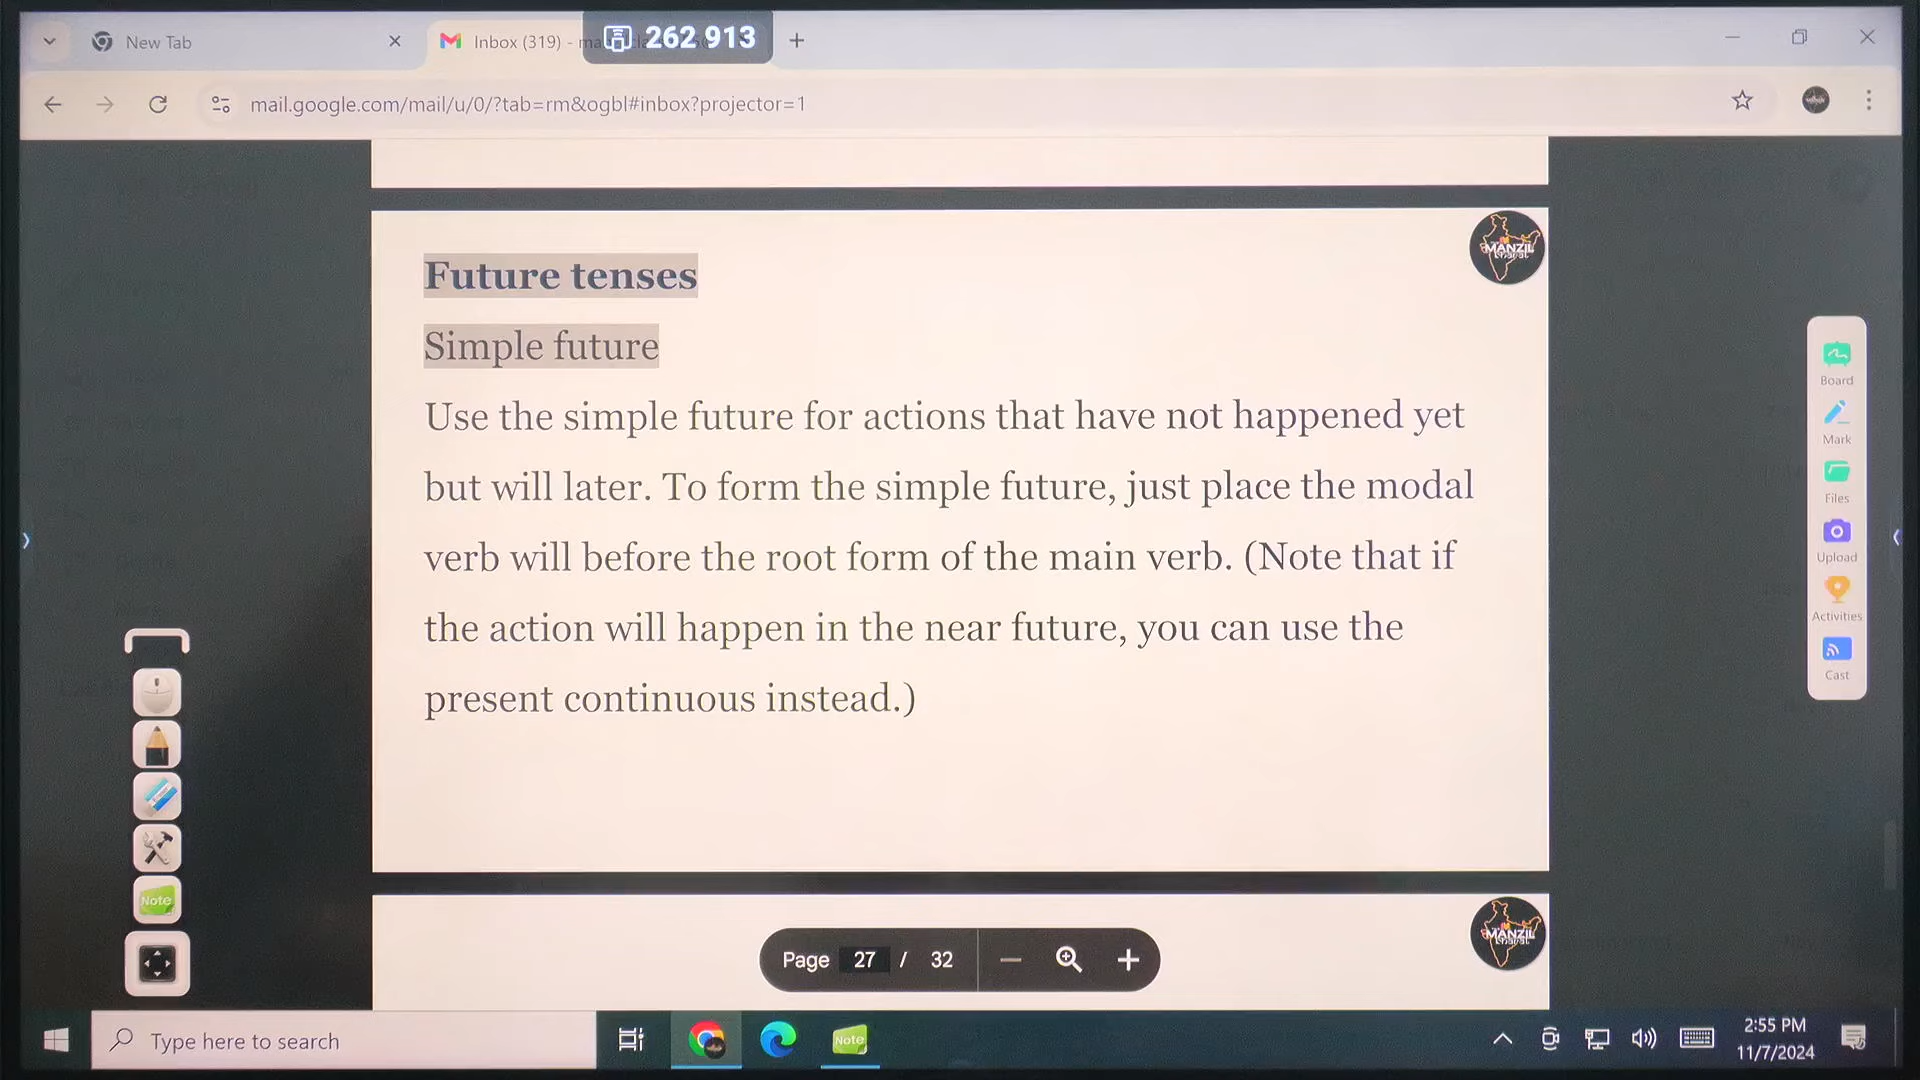 New Tab
Inbox (319) - ma
262 913
mail.google.com/mail/u/0/?tab=rm&ogbl#inbox?projector=1
MANZIL
Bharat
Future tenses
Simple future
Use the simple future for actions that have not happened yet
but will later. To form the simple future, just place the modal
verb will before the root form of the main verb. (Note that if
the action will happen in the near future, you can use the
present continuous instead.)
Board
Mark
Files
Upload
Activities
Cast
Note
MANZIL
Bharat
Page 27 / 32
Type here to search
Note
2:55 PM
11/7/2024